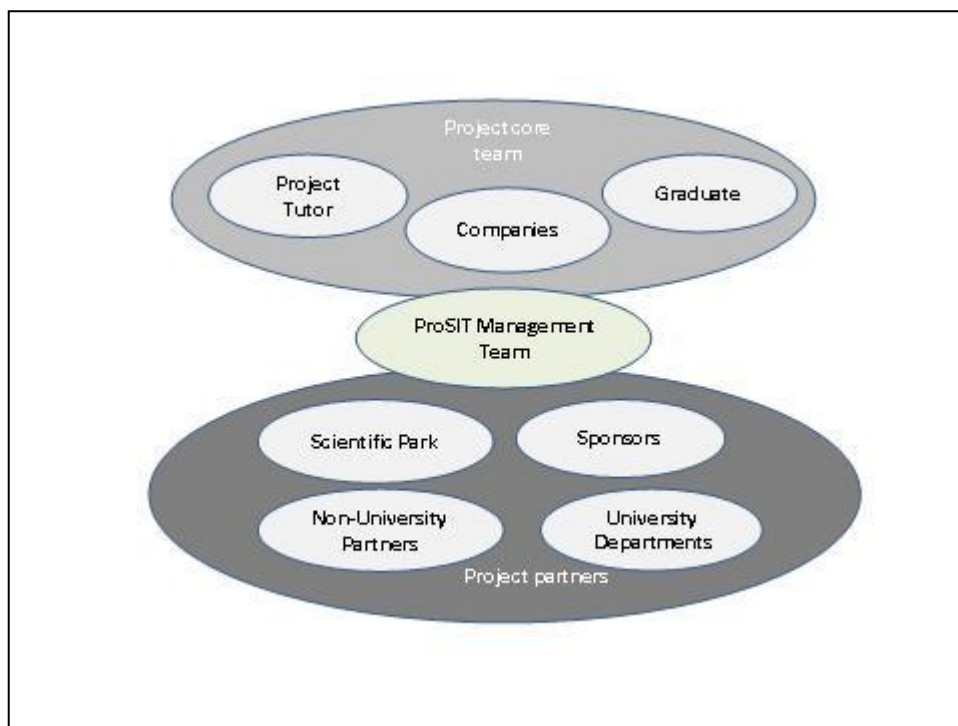 Project core
team
Project
Tutor
Companies
Graduate
ProSIT Management
Team
Scientific Park
Sponsors
Non-University
Partners
University
Departments
Project partners